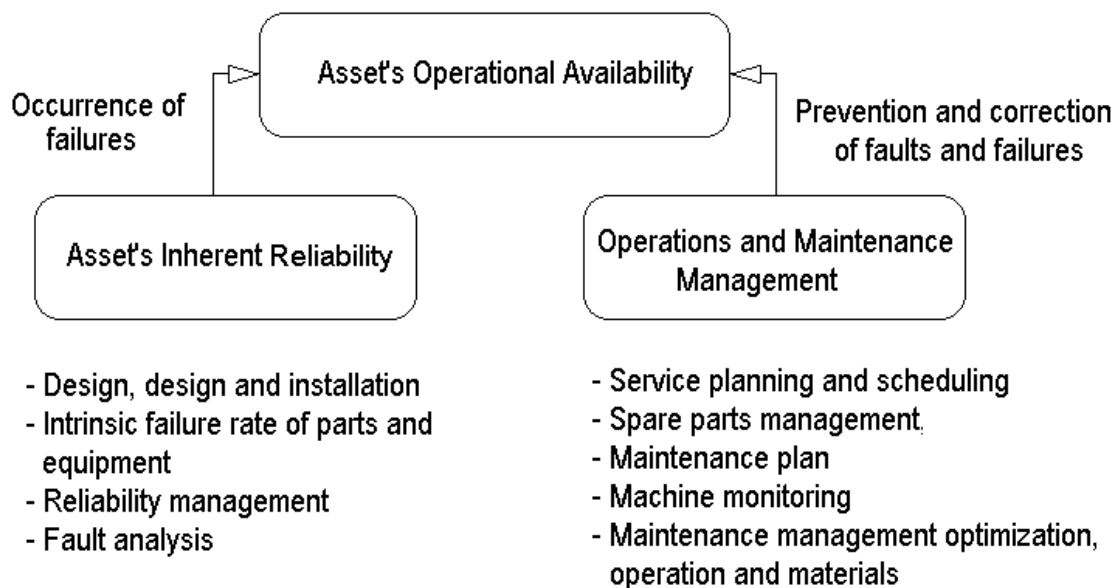 Asset's Operational Availability
Occurrence of
failures
Prevention and correction
of faults and failures
Asset's Inherent Reliability
Operations and Maintenance
Management
- Design, design and installation
- Intrinsic failure rate of parts and
equipment
- Reliability management
- Fault analysis
- Service planning and scheduling
- Spare parts management
- Maintenance plan
- Machine monitoring
- Maintenance management optimization,
operation and materials